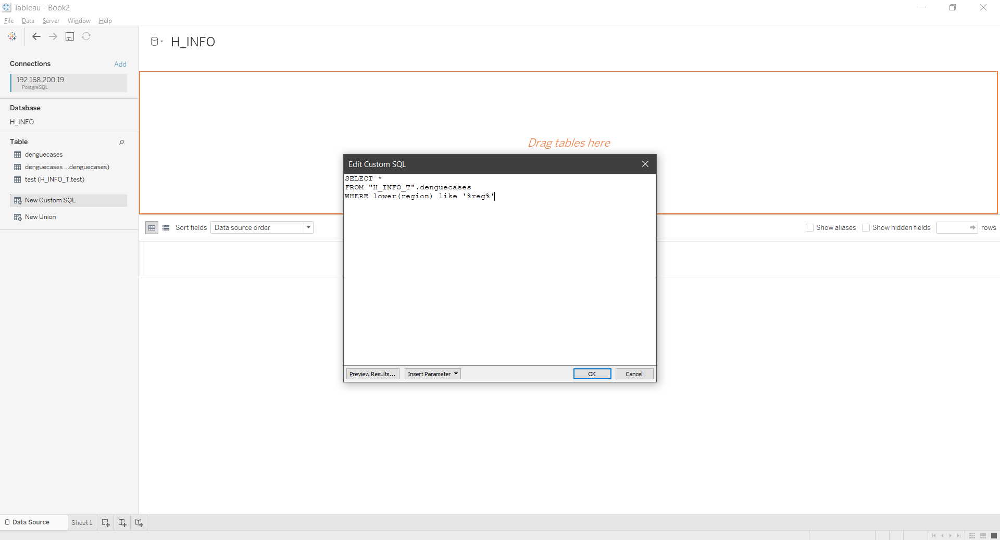 Tableau - Book2
File Data Server Window Help
Connections Add
192.168.200.19
PostgreSQL
Database
H_INFO
Table
denguecases
denguecases ...denguecases)
test (H_INFO_T.test)
New Custom SQL
New Union
H_INFO
Drag tables here
Sort fields Data source order
Show aliases Show hidden fields rows
Edit Custom SQL
SELECT *
FROM "H_INFO_T".denguecases
WHERE lower(region) like '%reg%'
Preview Results... Insert Parameter OK Cancel
Data Source Sheet 1